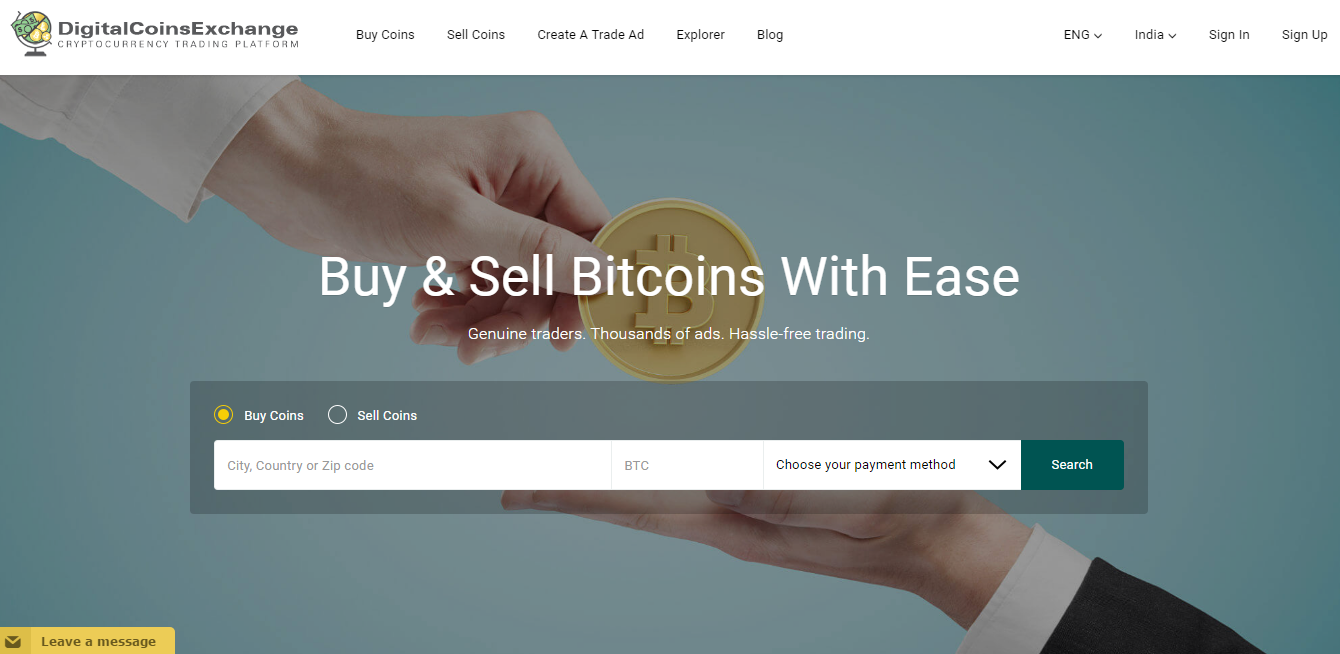 DigitalCoinsExchange
CRYPTOCURRENCY TRADING PLATFORM
Buy Coins
Sell Coins
Create A Trade Ad
Explorer
Blog
ENG
India
Sign In
Sign Up
Buy & Sell Bitcoins With Ease
Genuine traders. Thousands of ads. Hassle-free trading.
Buy Coins
Sell Coins
City, Country or Zip code
BTC
Choose your payment method
Search
Leave a message